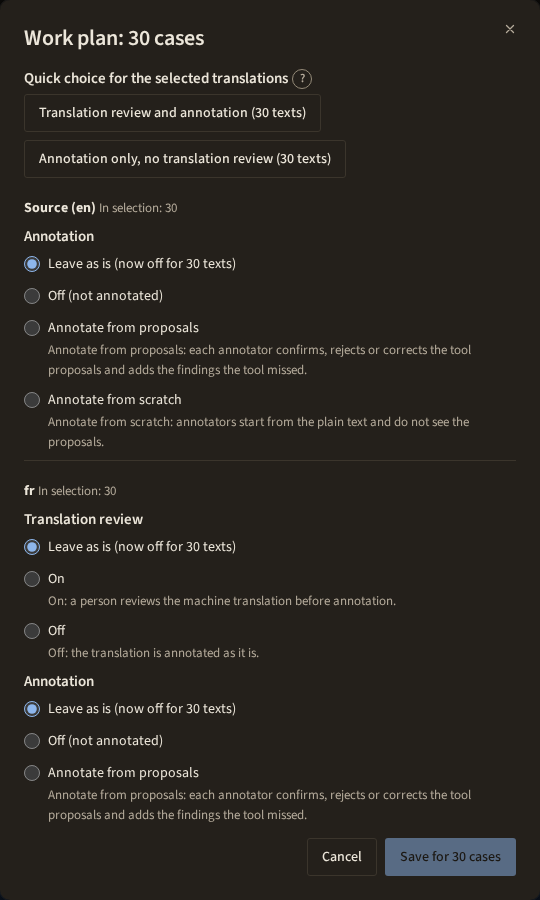 Work plan: 30 cases
×
Quick choice for the selected translations ?
Translation review and annotation (30 texts)
Annotation only, no translation review (30 texts)
Source (en) In selection: 30
Annotation
Leave as is (now off for 30 texts)
Off (not annotated)
Annotate from proposals
Annotate from proposals: each annotator confirms, rejects or corrects the tool
proposals and adds the findings the tool missed.
Annotate from scratch
Annotate from scratch: annotators start from the plain text and do not see the
proposals.
fr In selection: 30
Translation review
Leave as is (now off for 30 texts)
On
On: a person reviews the machine translation before annotation.
Off
Off: the translation is annotated as it is.
Annotation
Leave as is (now off for 30 texts)
Off (not annotated)
Annotate from proposals
Annotate from proposals: each annotator confirms, rejects or corrects the tool
proposals and adds the findings the tool missed.
Cancel
Save for 30 cases